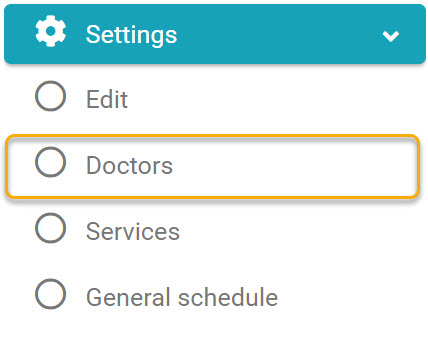 Settings
Edit
Doctors
Services
General schedule